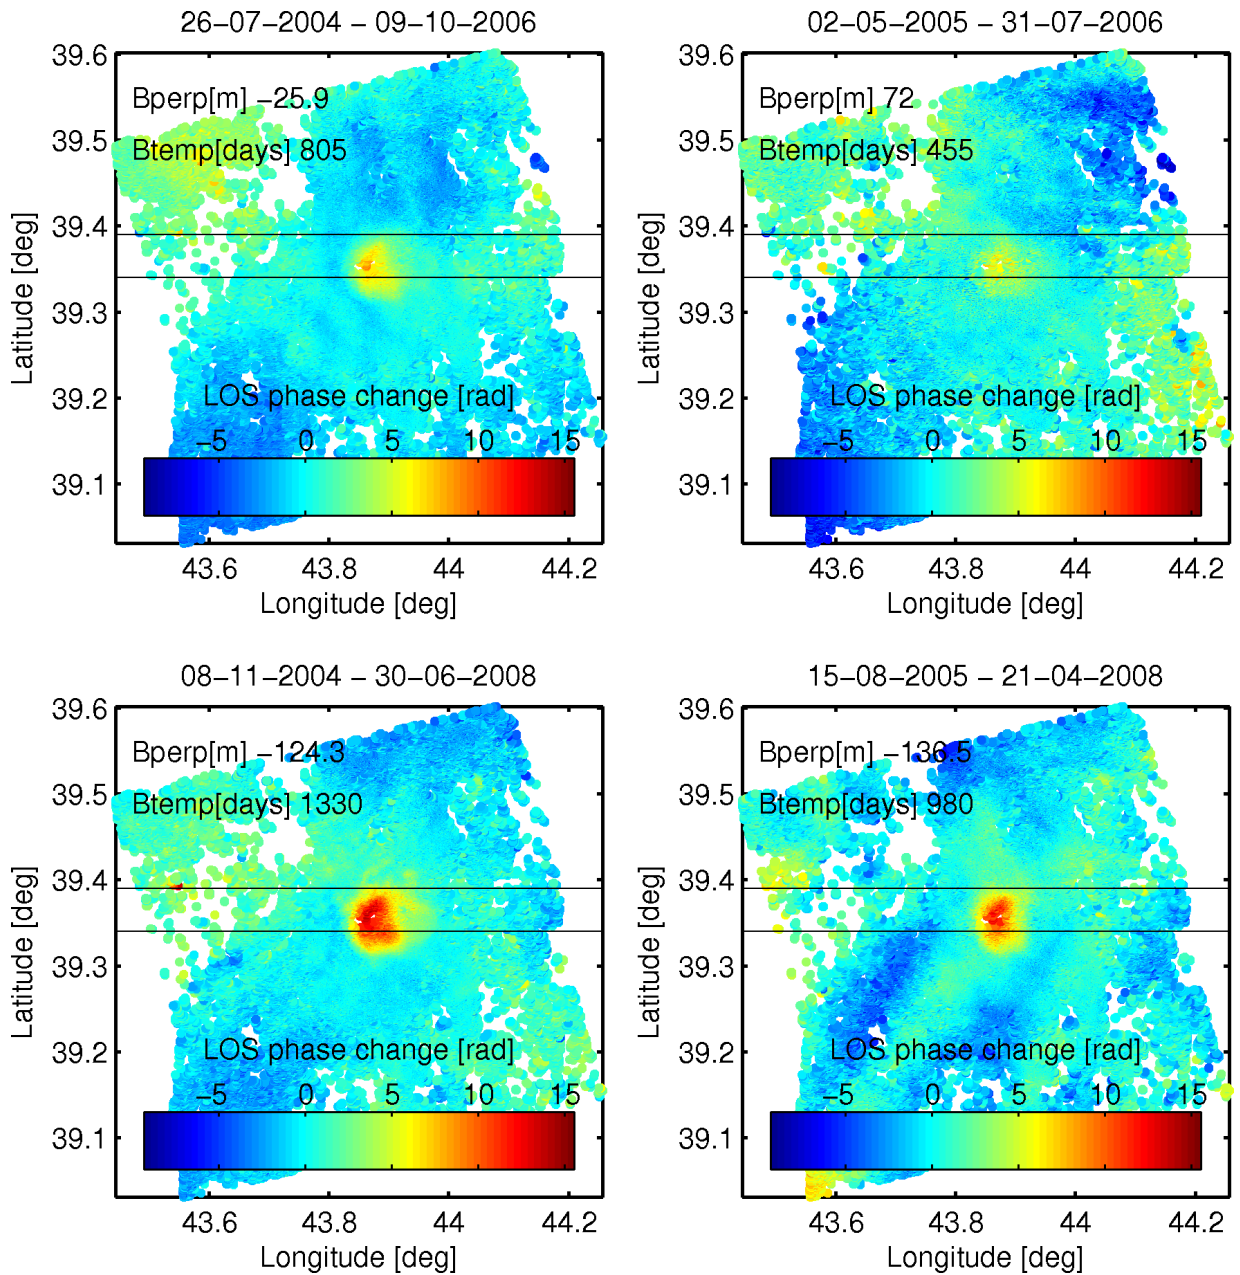 26−07−2004 − 09−10−2006
39.6
39.5
39.4
39.3
39.2
39.1
Latitude [deg]
Bperp[m] −25.9
Btemp[days] 805
LOS phase change [rad]
−5 0 5 10 15
43.6 43.8 44 44.2
Longitude [deg]
02−05−2005 − 31−07−2006
39.6
39.5
39.4
39.3
39.2
39.1
Latitude [deg]
Bperp[m] 72
Btemp[days] 455
LOS phase change [rad]
−5 0 5 10 15
43.6 43.8 44 44.2
Longitude [deg]
08−11−2004 − 30−06−2008
39.6
39.5
39.4
39.3
39.2
39.1
Latitude [deg]
Bperp[m] −124.3
Btemp[days] 1330
LOS phase change [rad]
−5 0 5 10 15
43.6 43.8 44 44.2
Longitude [deg]
15−08−2005 − 21−04−2008
39.6
39.5
39.4
39.3
39.2
39.1
Latitude [deg]
Bperp[m] −136.5
Btemp[days] 980
LOS phase change [rad]
−5 0 5 10 15
43.6 43.8 44 44.2
Longitude [deg]